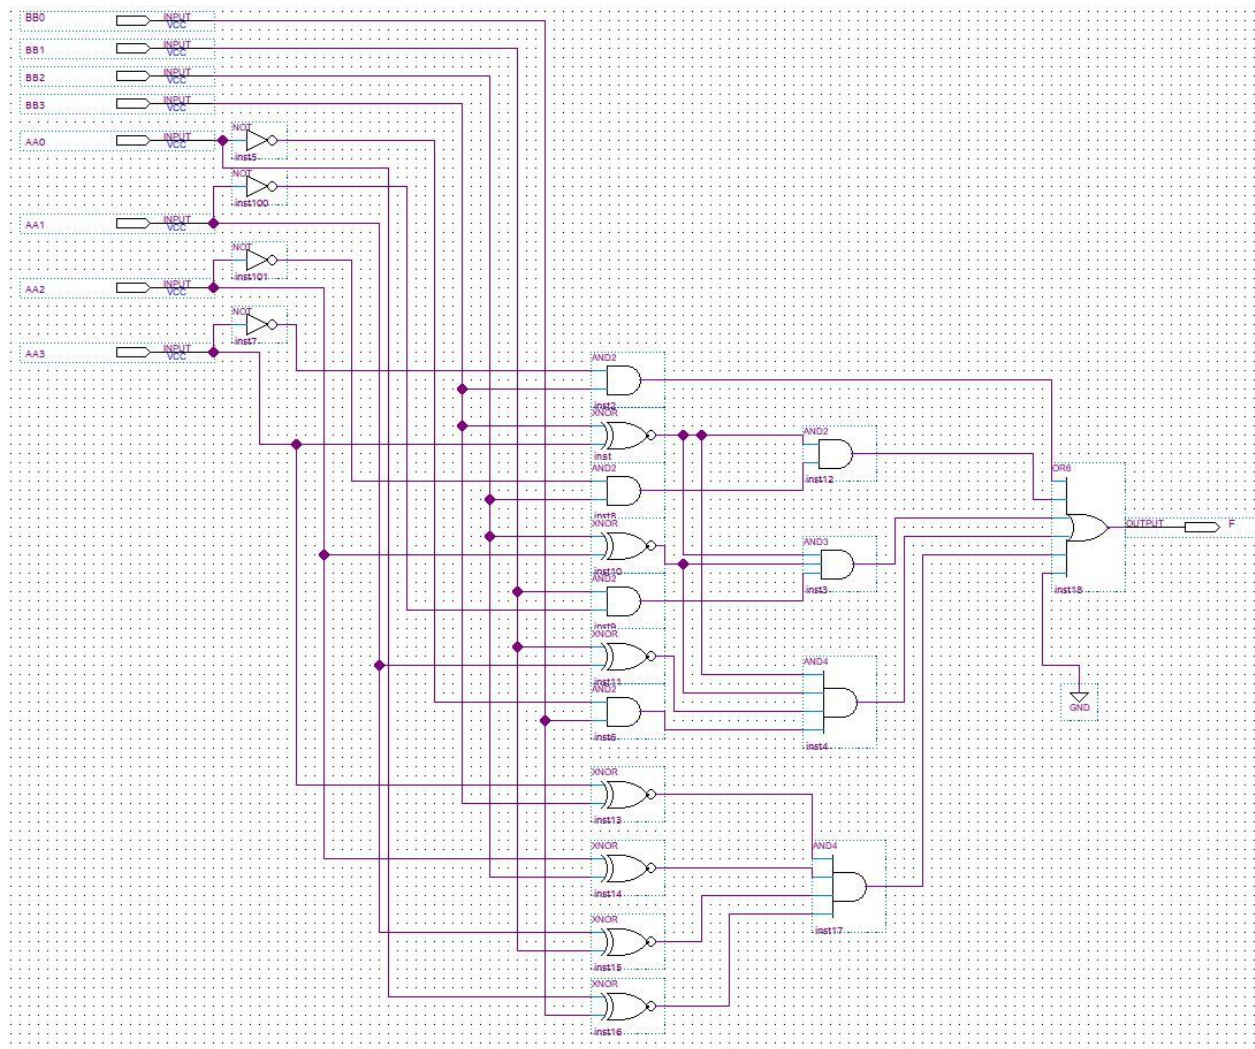 BB0 INPUT
VCC
BB1 INPUT
VCC
BB2 INPUT
VCC
BB3 INPUT
VCC
NOT
AA0 INPUT
VCC
inst5
NOT
inst100
AA1 INPUT
VCC
NOT
inst101
AA2 INPUT
VCC
NOT
inst7
AA3 INPUT
VCC
AND2
inst2
XNOR
inst
AND2
inst12
AND2
inst8
OR6
OUTPUT F
inst18
XNOR
inst10
AND3
inst3
AND2
inst9
XNOR
inst11
AND4
inst4
AND2
inst6
GND
XNOR
inst13
XNOR
inst14
AND4
inst17
XNOR
inst15
XNOR
inst16